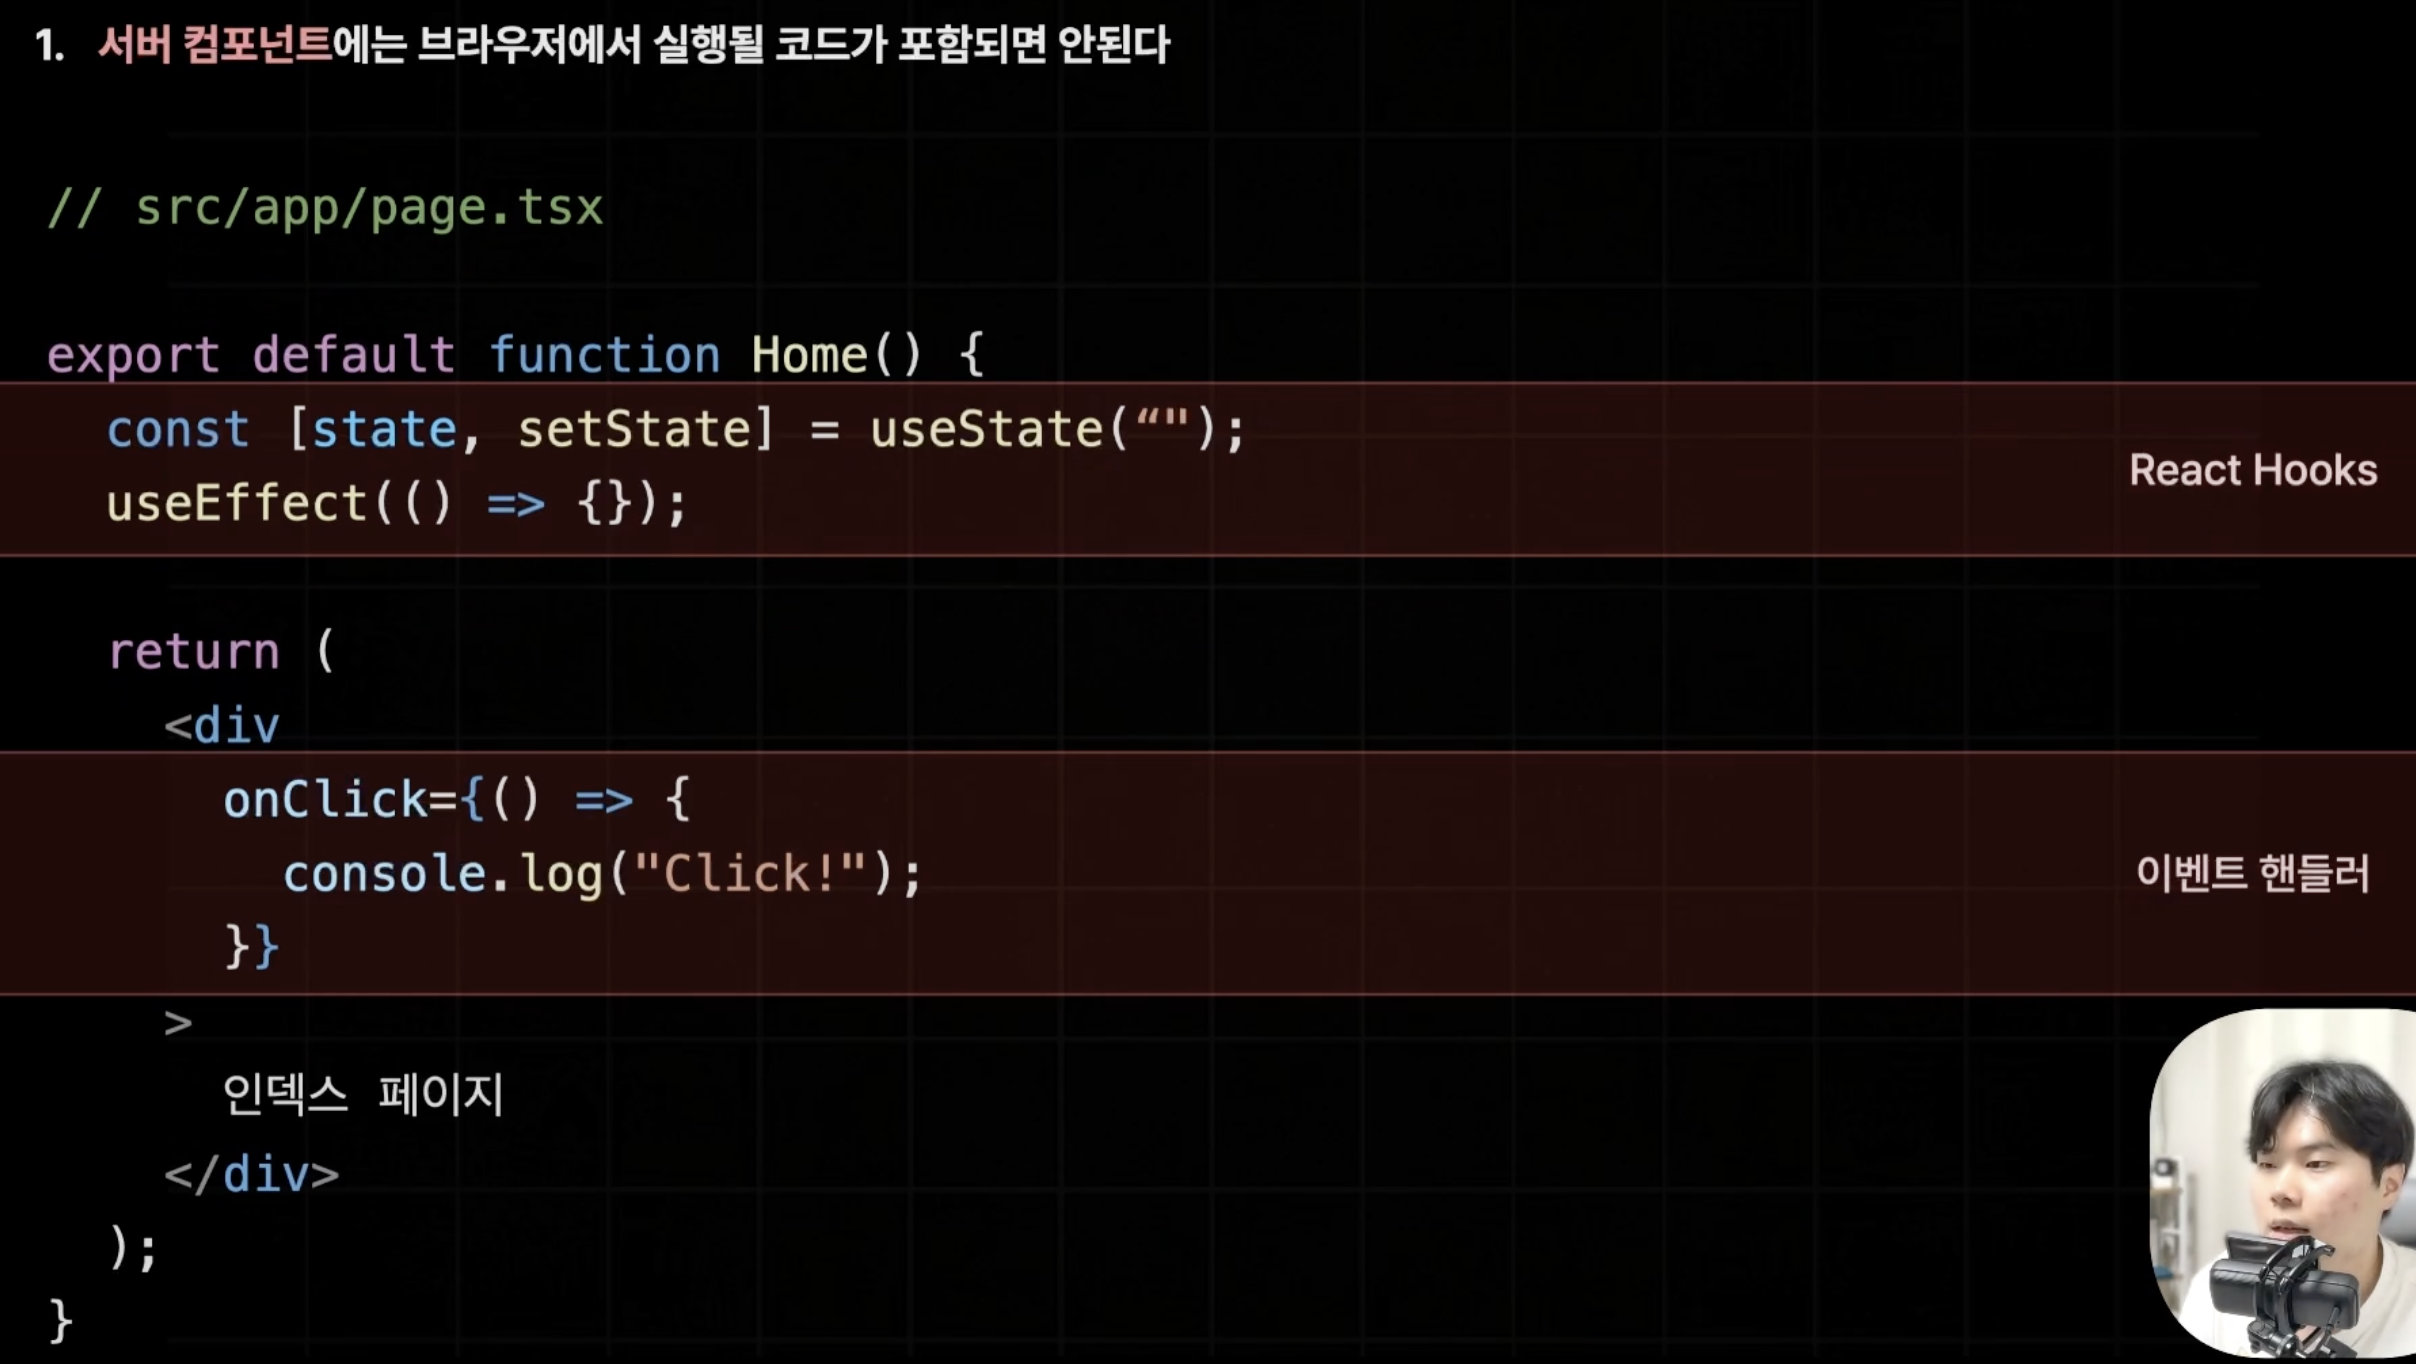 1. 서버 컴포넌트에는 브라우저에서 실행될 코드가 포함되면 안된다
// src/app/page.tsx
export default function Home() {
const [state, setState] = useState(“");
useEffect(() => {});
React Hooks
return (
<div
onClick={() => {
console.log("Click!");
}}
이벤트 핸들러
>
인덱스 페이지
</div>
);
}